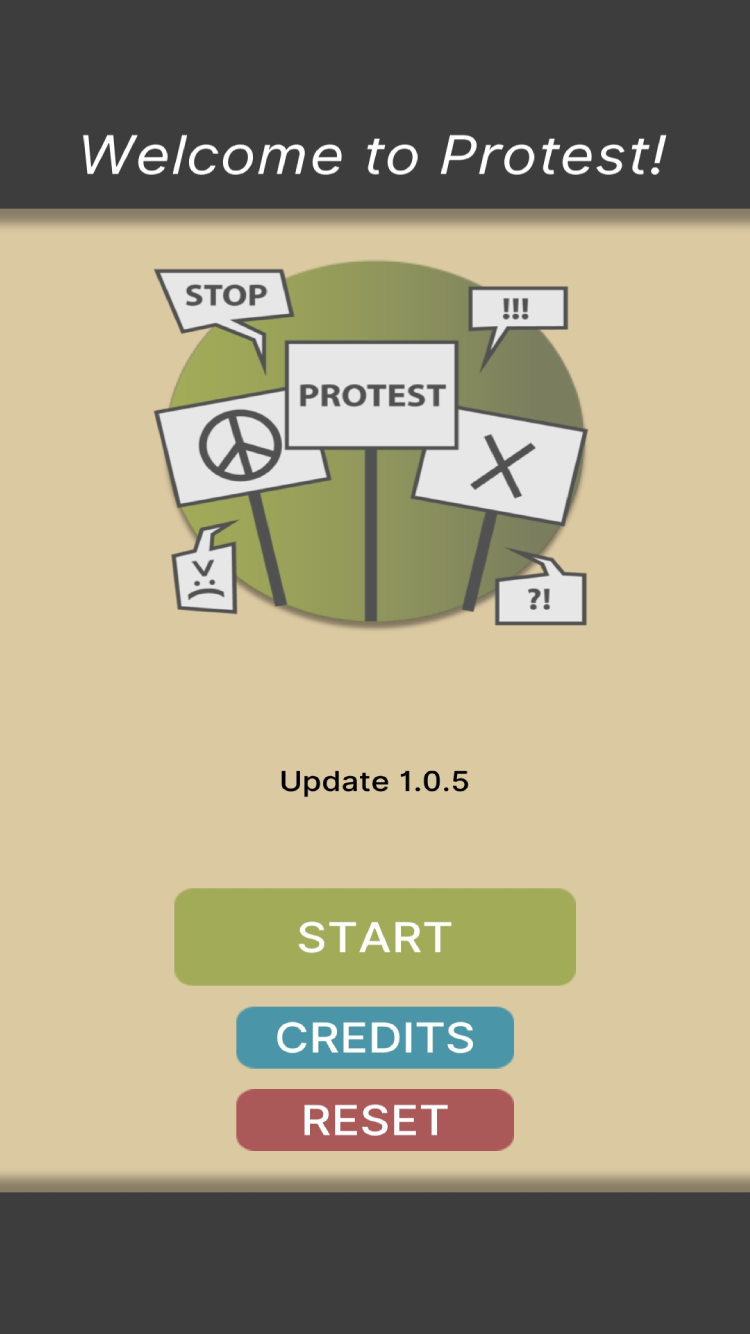 Welcome to Protest!
STOP
!!!
PROTEST
?!
Update 1.0.5
START
CREDITS
RESET